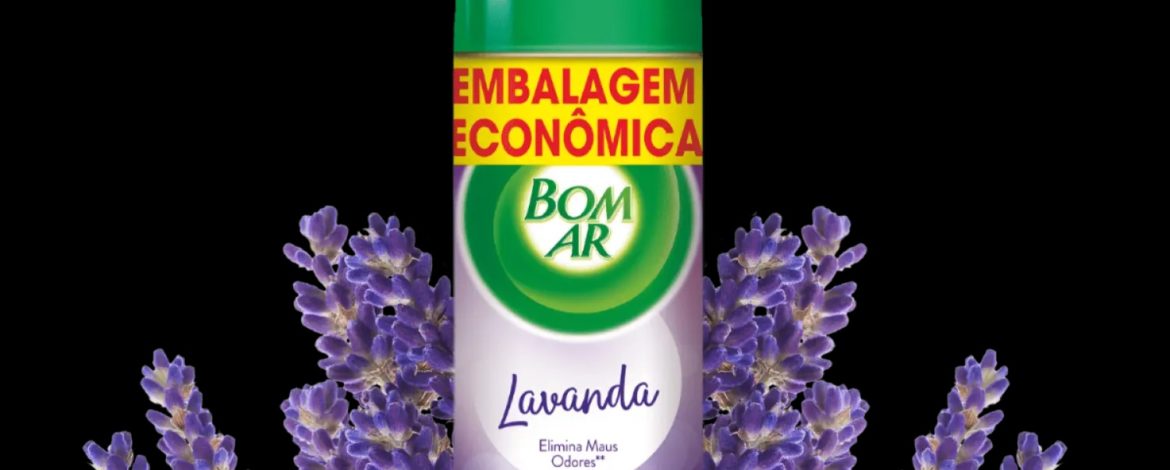 EMBALAGEM
ECONÔMICA
BOM
AR
Lavanda
Elimina Maus
Odores**